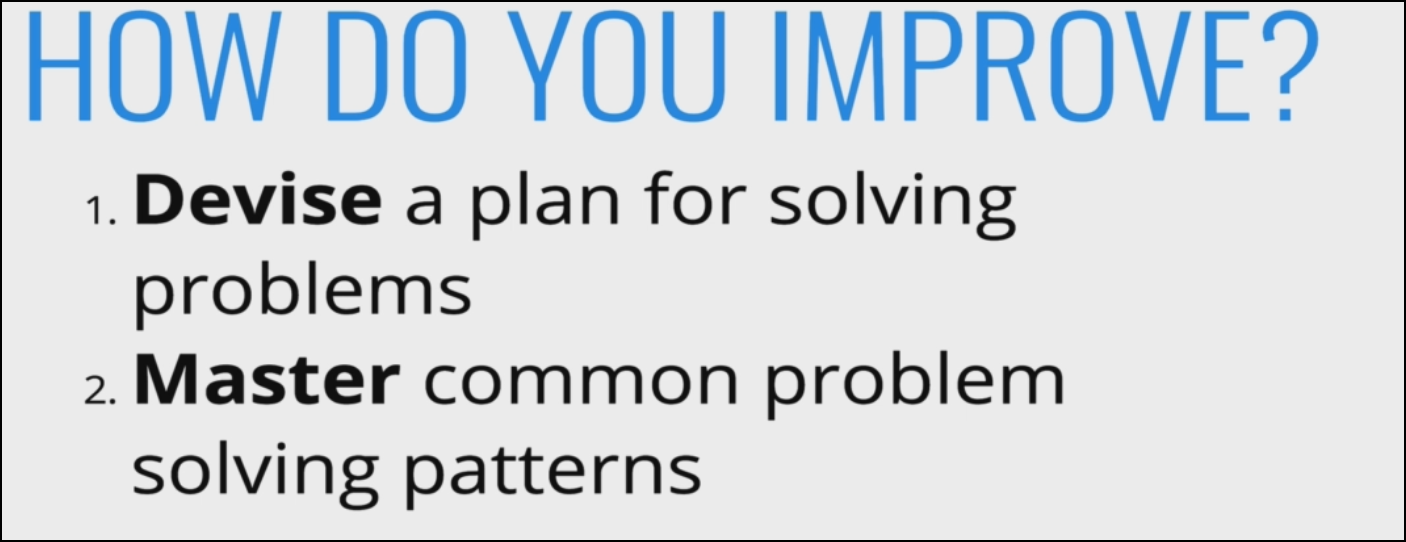 HOW DO YOU IMPROVE?
1. Devise a plan for solving
problems
2. Master common problem
solving patterns